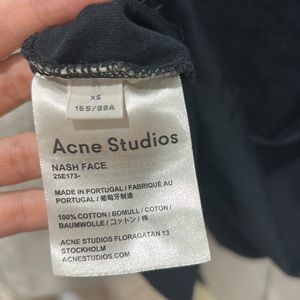 XS
165/88A
Acne Studios
NASH FACE
25E173-
MADE IN PORTUGAL / FABRIQUÉ AU
PORTUGAL / 葡萄牙制造
100% COTTON / BOMULL / COTON /
BAUMWOLLE / コットン / 棉
ACNE STUDIOS FLORAGATAN 13
STOCKHOLM
ACNESTUDIOS.COM